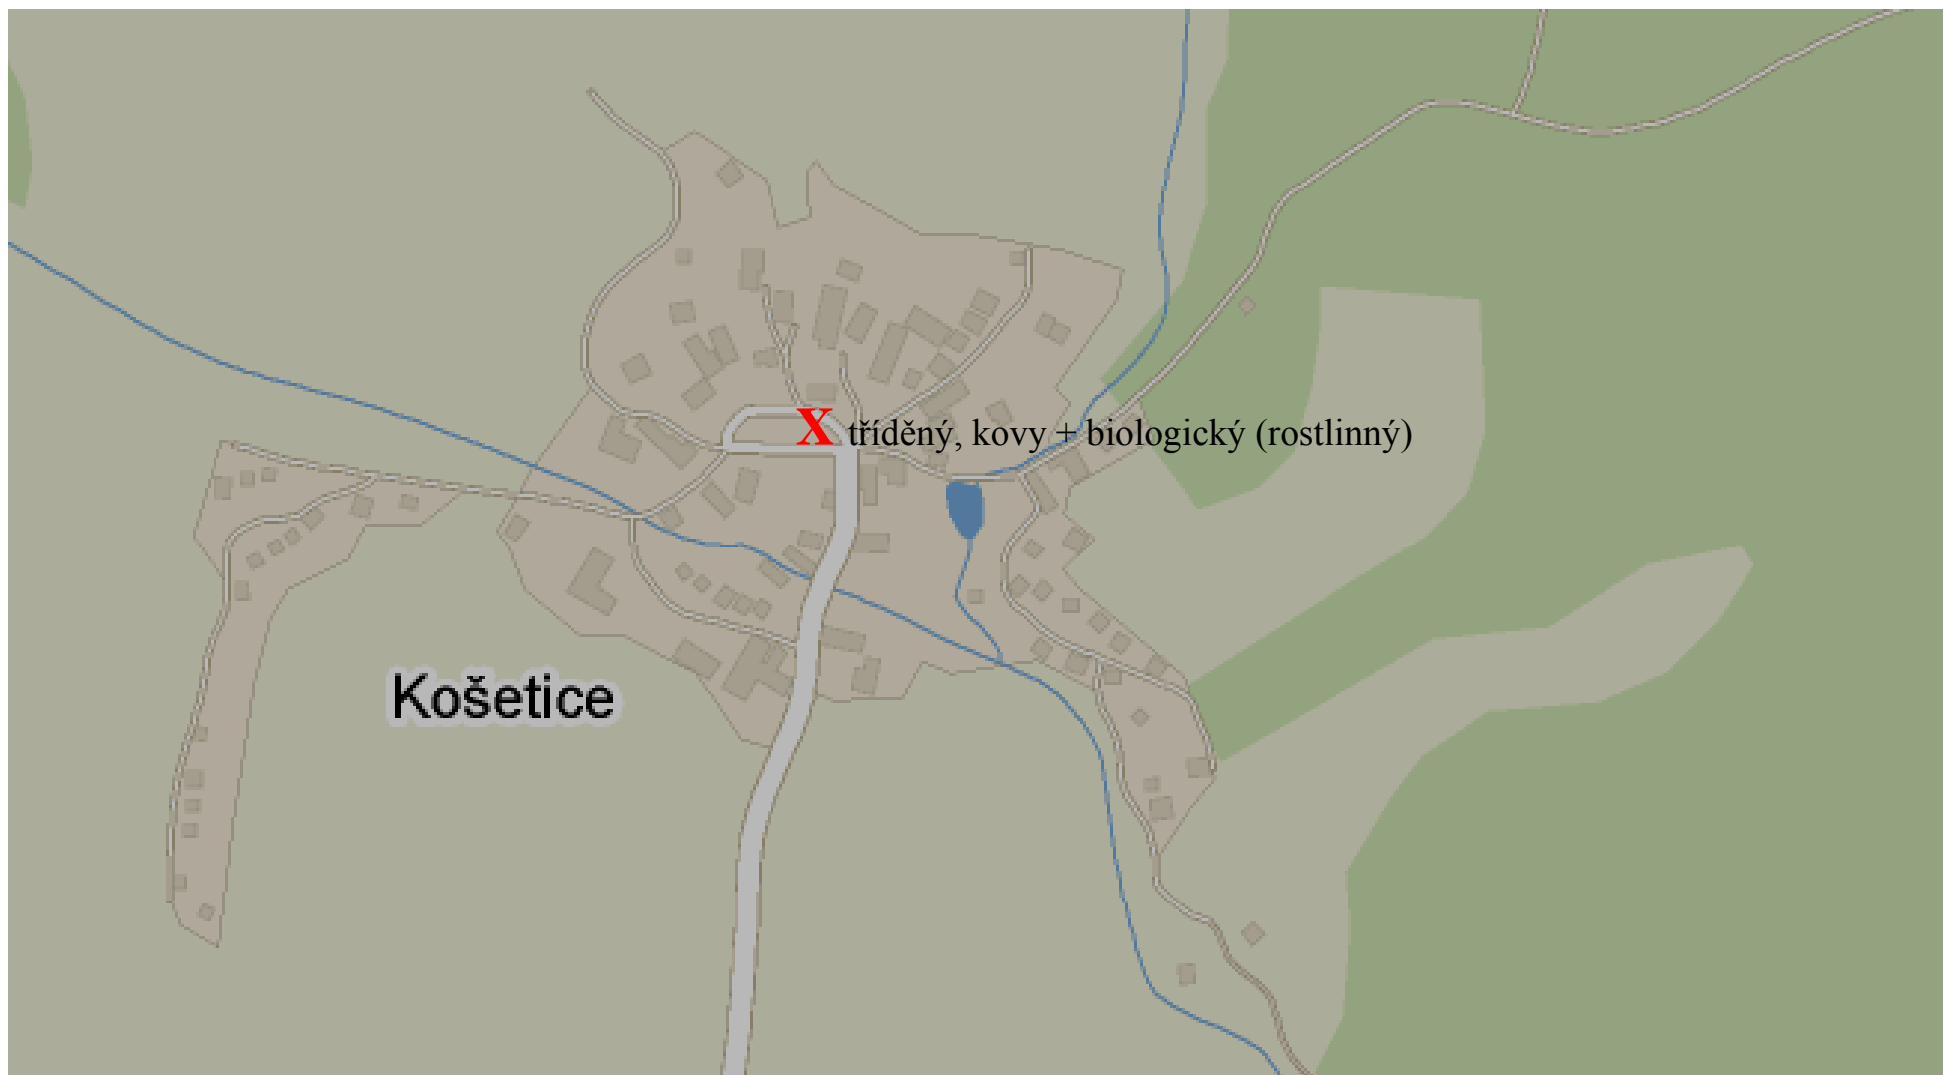 X tříděný, kovy + biologický (rostlinný)
Košetice